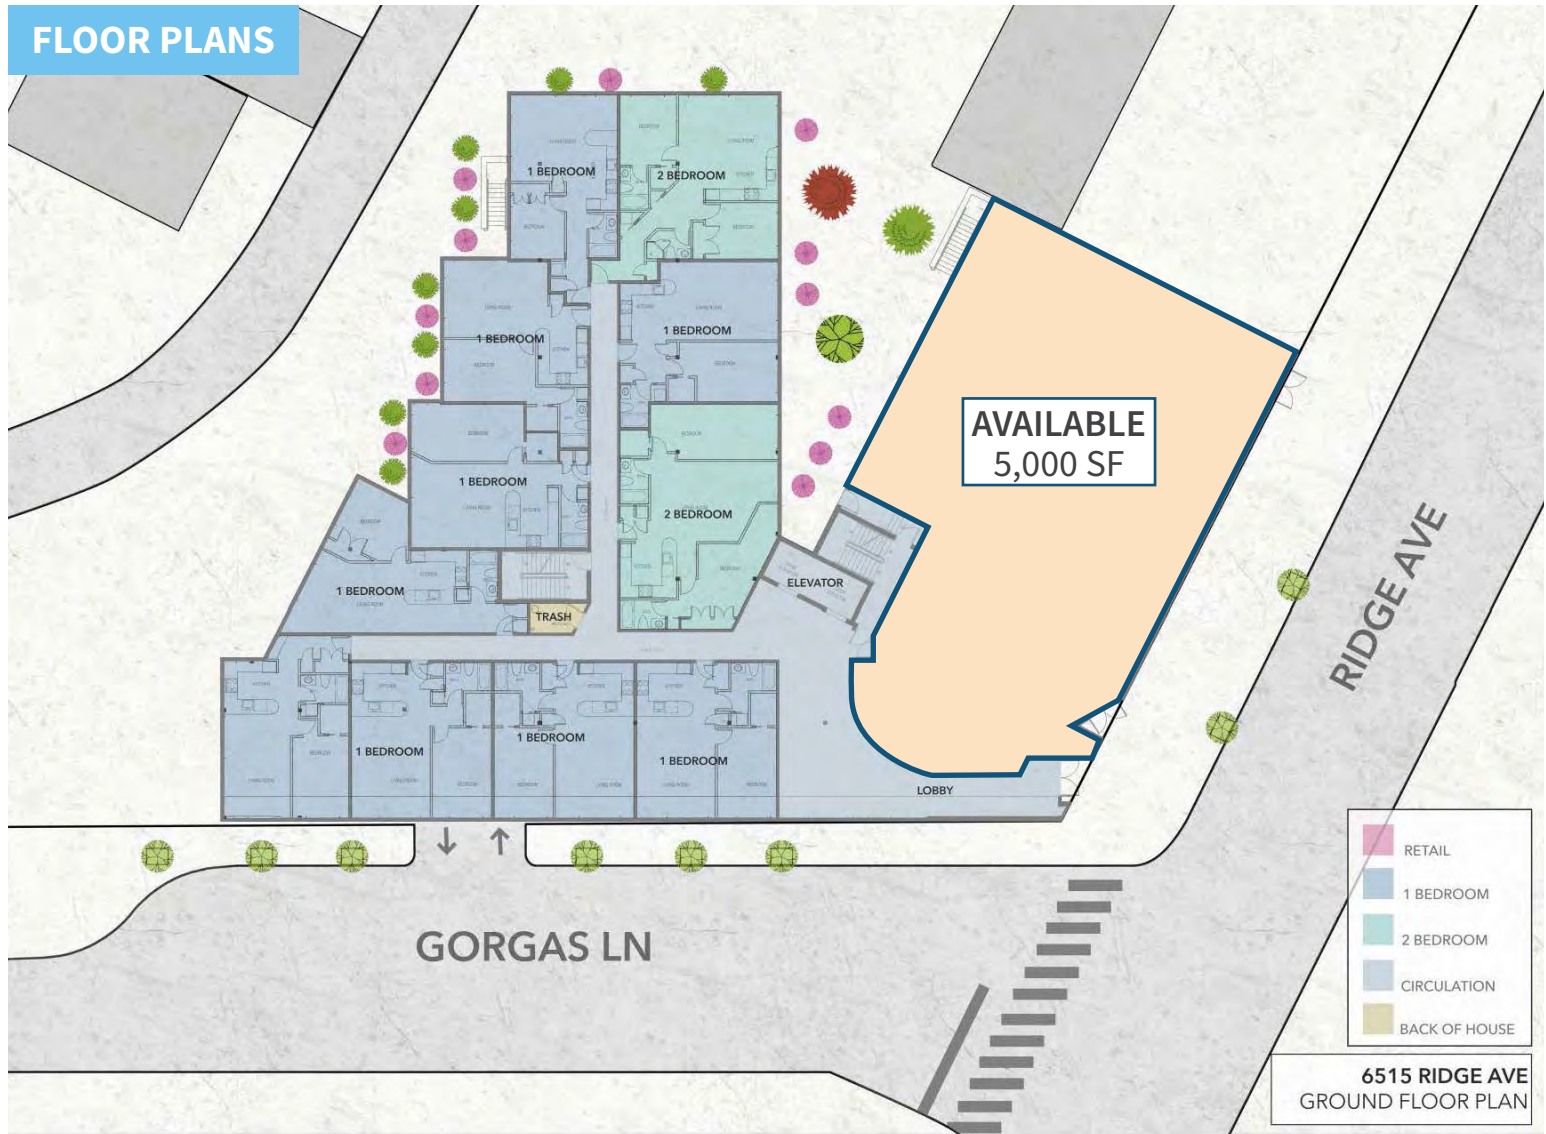 FLOOR PLANS
1 BEDROOM
2 BEDROOM
1 BEDROOM
1 BEDROOM
1 BEDROOM
2 BEDROOM
1 BEDROOM
TRASH
ELEVATOR
AVAILABLE
5,000 SF
1 BEDROOM
1 BEDROOM
1 BEDROOM
LOBBY
RIDGE AVE
GORGAS LN
RETAIL
1 BEDROOM
2 BEDROOM
CIRCULATION
BACK OF HOUSE
6515 RIDGE AVE
GROUND FLOOR PLAN